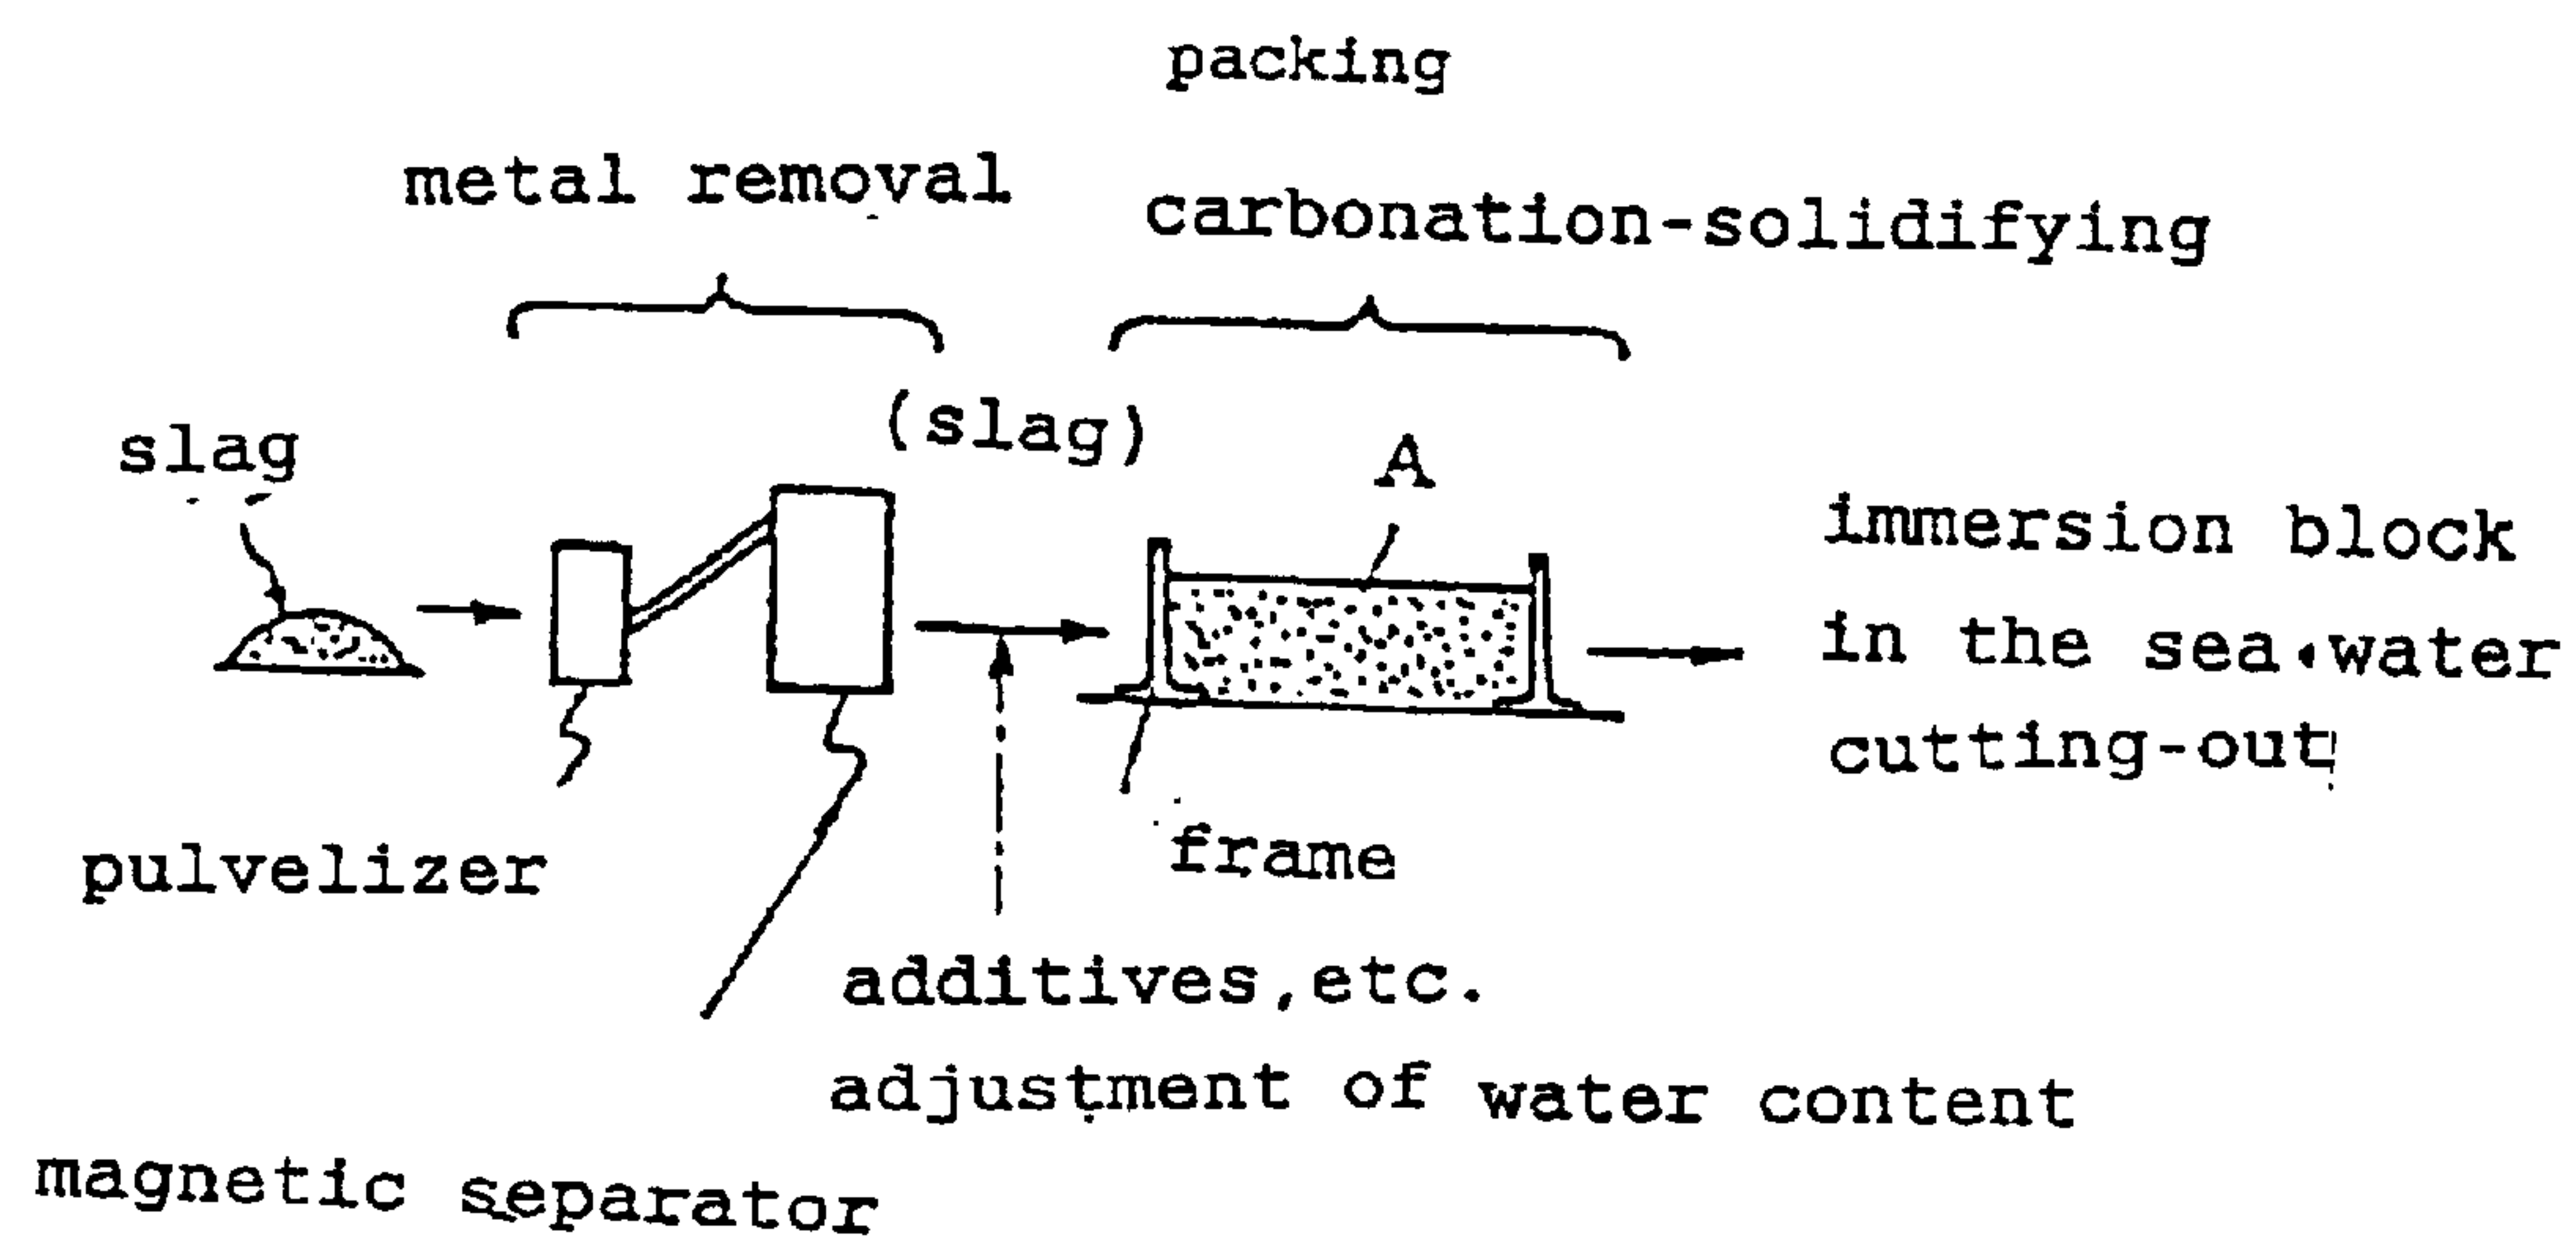 packing
metal removal
carbonation-solidifying
(slag)
slag
A
immersion block
in the sea water
cutting-out
pulvelizer
frame
additives,etc.
adjustment of water content
magnetic separator